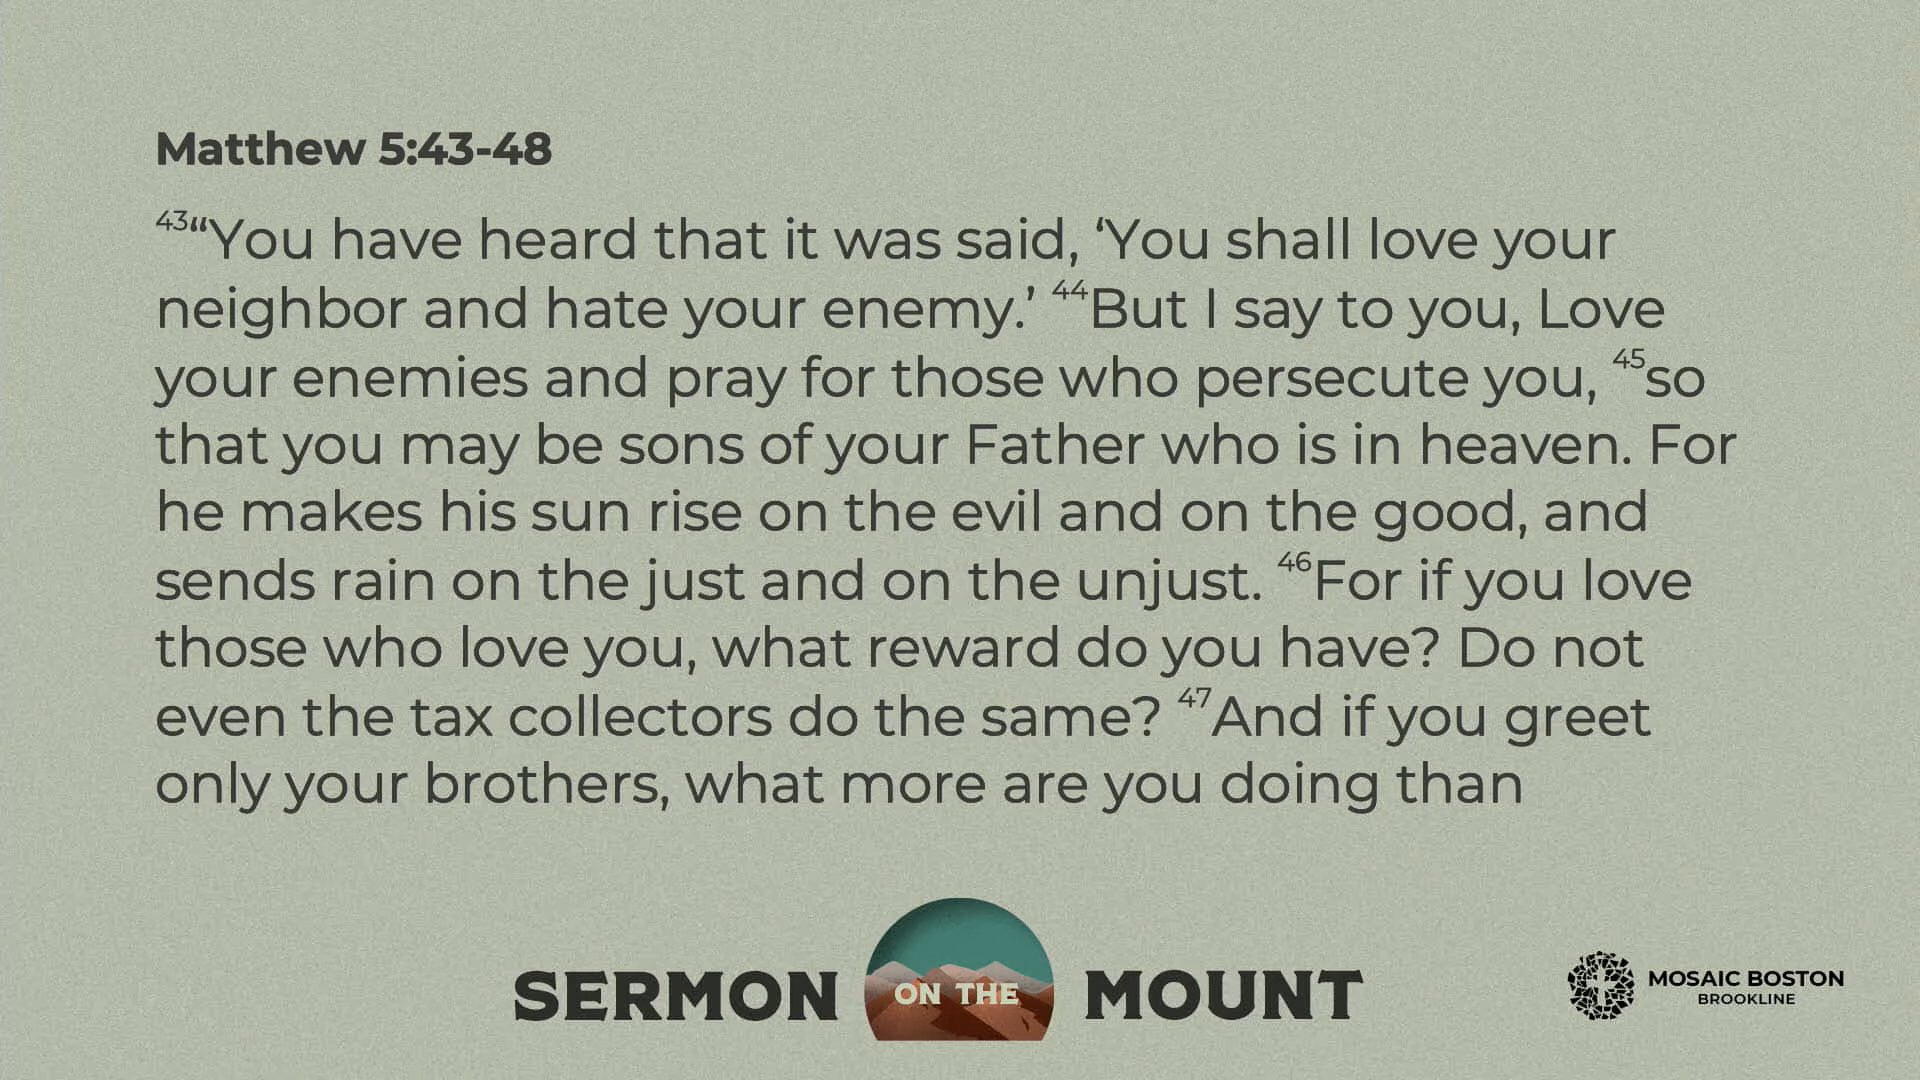 Matthew 5:43-48
43“You have heard that it was said, ‘You shall love your
neighbor and hate your enemy.’ 44But I say to you, Love
your enemies and pray for those who persecute you, 45so
that you may be sons of your Father who is in heaven. For
he makes his sun rise on the evil and on the good, and
sends rain on the just and on the unjust. 46For if you love
those who love you, what reward do you have? Do not
even the tax collectors do the same? 47And if you greet
only your brothers, what more are you doing than
SERMON ON THE MOUNT
MOSAIC BOSTON
BROOKLINE